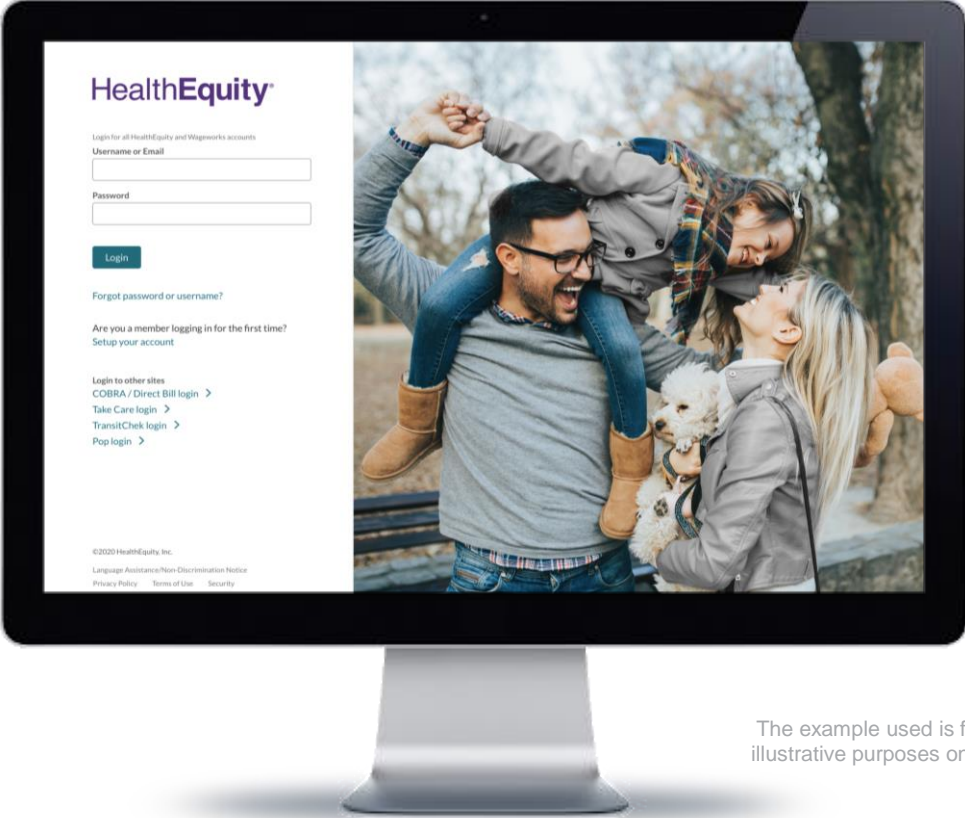 HealthEquity®
Login for all HealthEquity and Wageworks accounts
Username or Email
Password
Login
Forgot password or username?
Are you a member logging in for the first time?
Setup your account
Login to other sites
COBRA / Direct Bill login >
Take Care login >
TransitChek login >
Pop login >
©2020 HealthEquity, Inc.
Language Assistance/Non-Discrimination Notice
Privacy Policy Terms of Use Security
The example used is f
illustrative purposes on